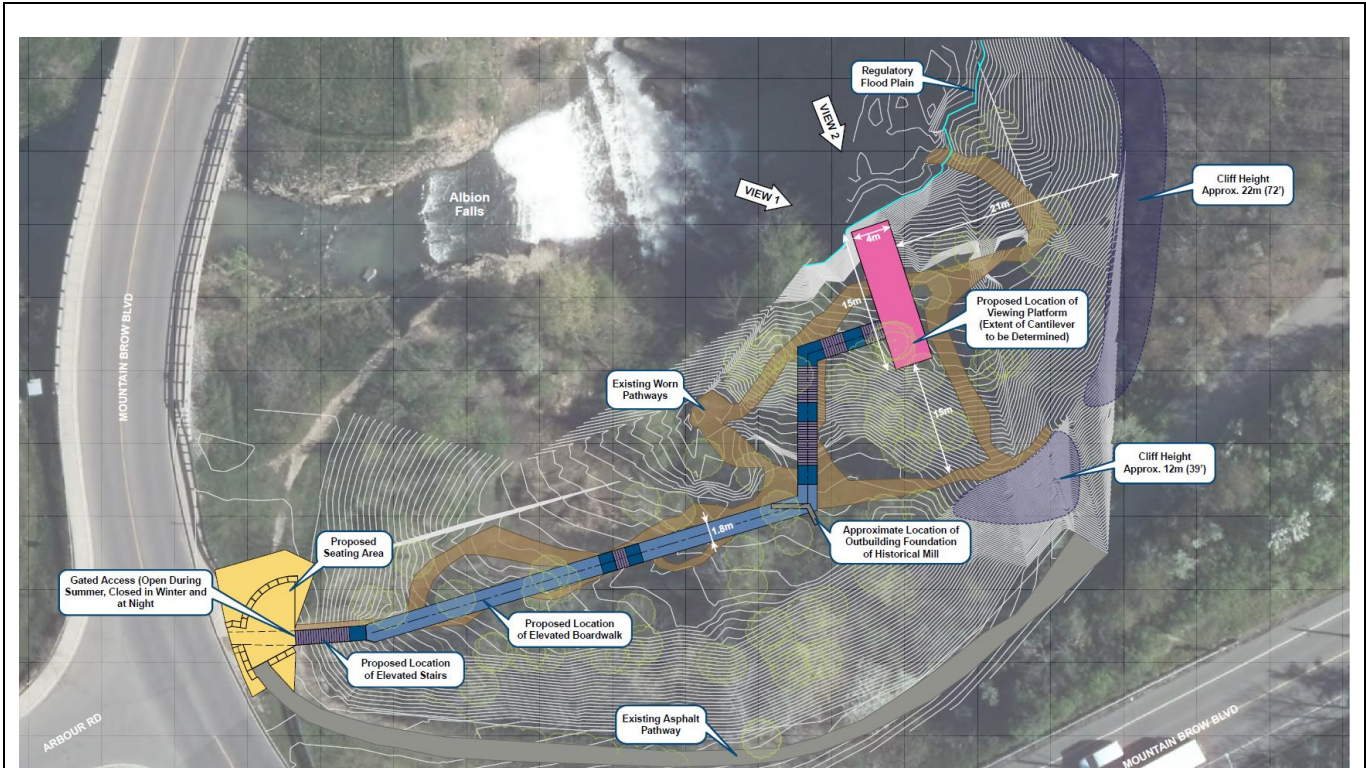 Regulatory
Flood Plain
VIEW 2
Cliff Height
Approx. 22m (72')
VIEW 1
Albion
Falls
21m
4m
MOUNTAIN BROW BLVD
15m
Proposed Location of
Viewing Platform
(Extent of Cantilever
to be Determined)
Existing Worn
Pathways
15m
Cliff Height
Approx. 12m (39')
1.8m
Approximate Location of
Outbuilding Foundation
of Historical Mill
Proposed
Seating Area
Gated Access (Open During
Summer, Closed in Winter and
at Night
Proposed Location
of Elevated Boardwalk
Proposed Location
of Elevated Stairs
ARBOUR RD
Existing Asphalt
Pathway
MOUNTAIN BROW BLVD